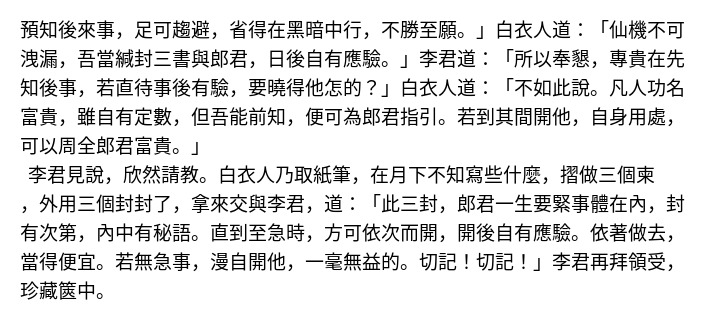 預知後來事，足可趨避，省得在黑暗中行，不勝至願。」白衣人道：「仙機不可
洩漏，吾當緘封三書與郎君，日後自有應驗。」李君道：「所以奉懇，專貴在先
知後事，若直待事後有驗，要曉得他怎的？」白衣人道：「不如此說。凡人功名
富貴，雖自有定數，但吾能前知，便可為郎君指引。若到其間開他，自身用處，
可以周全郎君富貴。」
李君見說，欣然請教。白衣人乃取紙筆，在月下不知寫些什麼，摺做三個柬
，外用三個封封了，拿來交與李君，道：「此三封，郎君一生要緊事體在內，封
有次第，內中有秘語。直到至急時，方可依次而開，開後自有應驗。依著做去，
當得便宜。若無急事，漫自開他，一毫無益的。切記！切記！」李君再拜領受，
珍藏篋中。